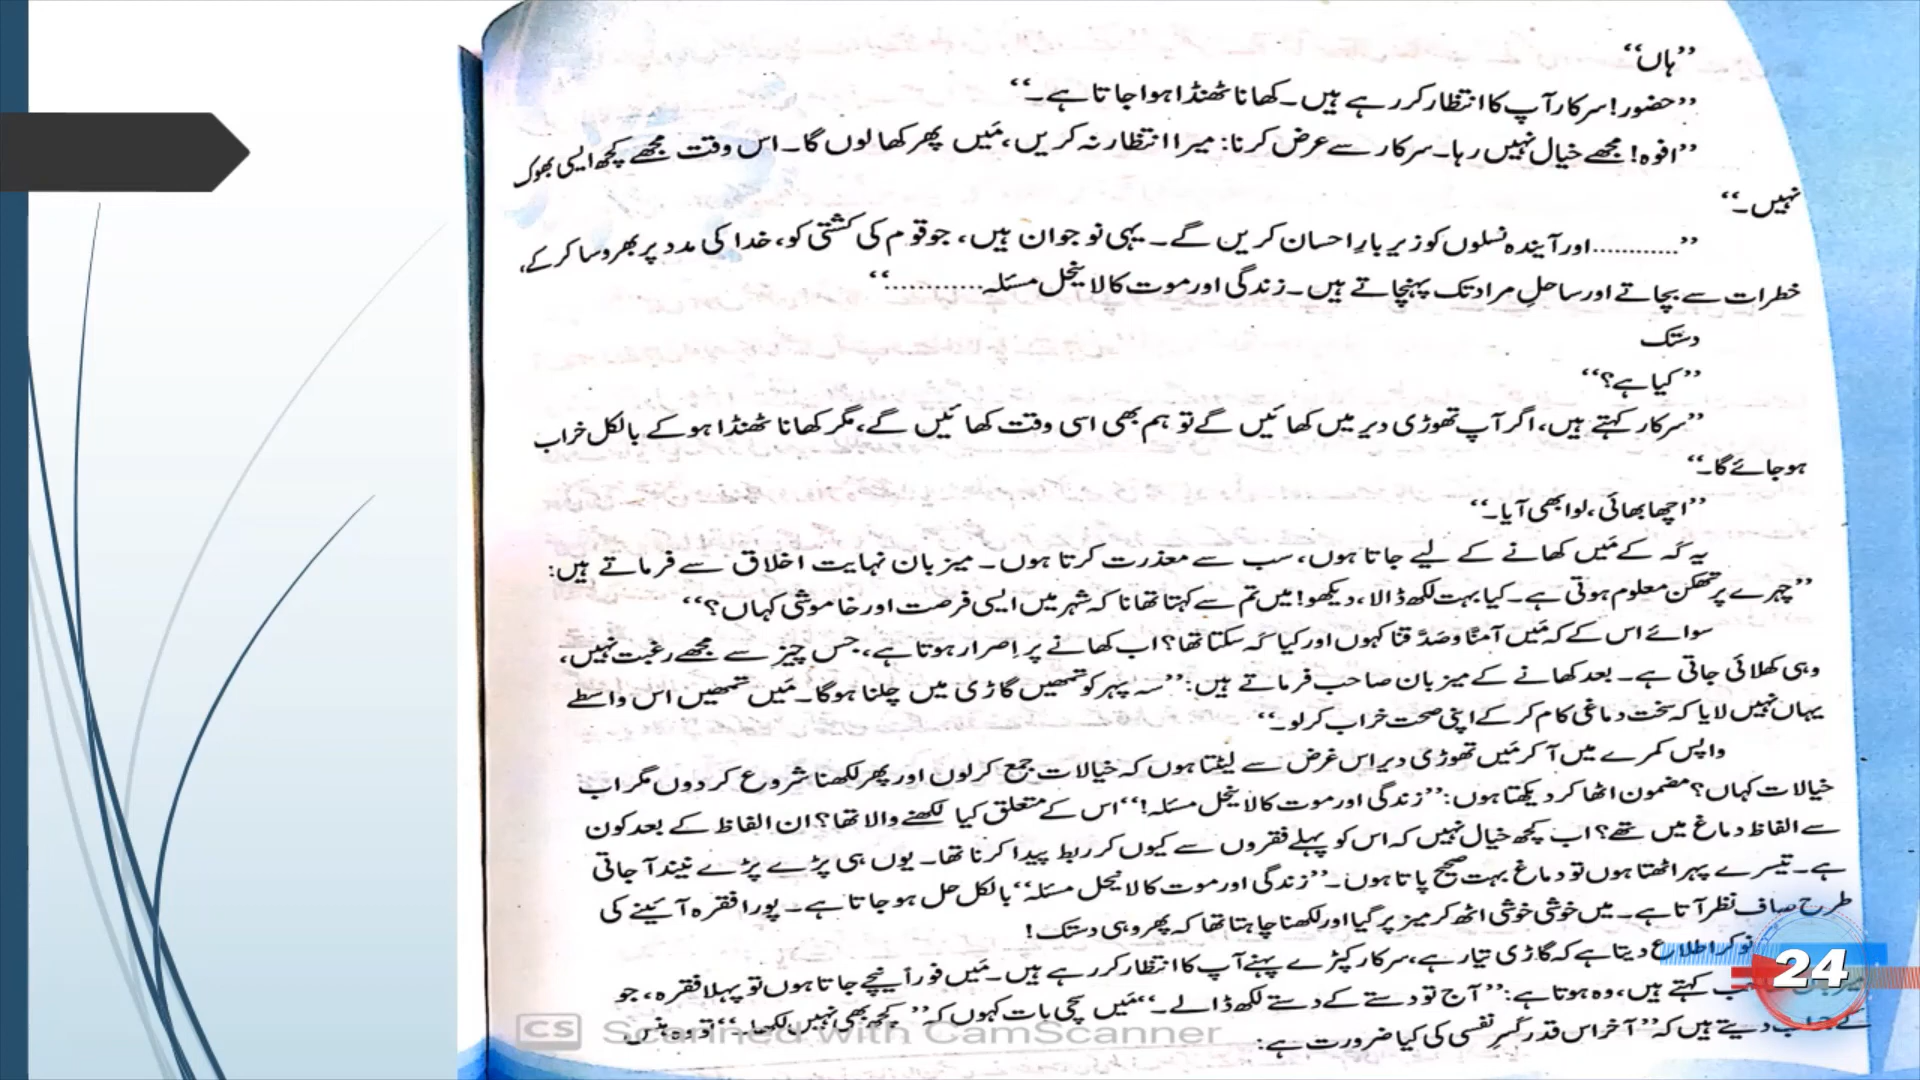 ”ہاں“
”حضور! سرکار آپ کا انتظار کر رہے ہیں۔ کھانا ٹھنڈا ہوا جاتا ہے۔“
”افوہ! مجھے خیال نہیں رہا۔ سرکار سے عرض کرنا: میرا انتظار نہ کریں، مَیں پھر کھا لوں گا۔ اس وقت مجھے کچھ ایسی بھوک
نہیں۔“
”............ اور آیندہ نسلوں کو زیرِ بارِ احسان کریں گے۔ یہی نوجوان ہیں، جو قوم کی کشتی کو، خدا کی مدد پر بھروسا کر کے،
خطرات سے بچاتے اور ساحلِ مراد تک پہنچاتے ہیں۔ زندگی اور موت کا لاینحل مسئلہ............“
دستک
”کیا ہے؟“
”سرکار کہتے ہیں، اگر آپ تھوڑی دیر میں کھائیں گے تو ہم بھی اسی وقت کھائیں گے، مگر کھانا ٹھنڈا ہو کے بالکل خراب
ہو جائے گا۔“
”اچھا بھائی، لو ابھی آیا۔“
یہ کَہ کے مَیں کھانے کے لیے جاتا ہوں، سب سے معذرت کرتا ہوں۔ میزبان نہایت اخلاق سے فرماتے ہیں:
”چہرے پر تھکن معلوم ہوتی ہے۔ کیا بہت لکھ ڈالا، دیکھو! میں تم سے کہتا تھا نا کہ شہر میں ایسی فرصت اور خاموشی کہاں؟“
سوائے اس کے کہ مَیں آمنّا و صَدَّ قنا کہوں اور کیا کَہ سکتا تھا؟ اب کھانے پر اِصرار ہوتا ہے، جس چیز سے مجھے رغبت نہیں،
وہی کھلائی جاتی ہے۔ بعد کھانے کے میزبان صاحب فرماتے ہیں: ”سہ پہر کو تمھیں گاڑی میں چلنا ہوگا۔ مَیں تمھیں اس واسطے
یہاں نہیں لایا کہ سخت دماغی کام کر کے اپنی صحت خراب کر لو۔“
واپس کمرے میں آ کر مَیں تھوڑی دیر اس غرض سے لیٹتا ہوں کہ خیالات جمع کر لوں اور پھر لکھنا شروع کر دوں مگر اب
خیالات کہاں؟ مضمون اٹھا کر دیکھتا ہوں: ”زندگی اور موت کا لاینحل مسئلہ!“ اس کے متعلق کیا لکھنے والا تھا؟ ان الفاظ کے بعد کون
سے الفاظ دماغ میں تھے؟ اب کچھ خیال نہیں کہ اس کو پہلے فقروں سے کیوں کر ربط پیدا کرنا تھا۔ یوں ہی پڑے پڑے نیند آ جاتی
ہے۔ تیسرے پہر اٹھتا ہوں تو دماغ بہت صحیح پاتا ہوں۔ ”زندگی اور موت کا لاینحل مسئلہ“ بالکل حل ہو جاتا ہے۔ پورا فقرہ آئینے کی
طرح صاف نظر آتا ہے۔ میں خوشی خوشی اٹھ کر میز پر گیا اور لکھنا چاہتا تھا کہ پھر وہی دستک!
نوکر اطلاع دیتا ہے کہ گاڑی تیار ہے، سرکار کپڑے پہنے آپ کا انتظار کر رہے ہیں۔ مَیں فوراً نیچے جاتا ہوں تو پہلا فقرہ، جو
کہتے ہیں، وہ ہوتا ہے: ”آج تو دستے کے دستے لکھ ڈالے۔“ مَیں سچی بات کہوں کہ ”کچھ بھی نہیں لکھا۔“ تو وہ ہنس
دیتے ہیں کہ ”آخر اس قدر کسرِ نفسی کی کیا ضرورت ہے:
CS Scanned with CamScanner
24